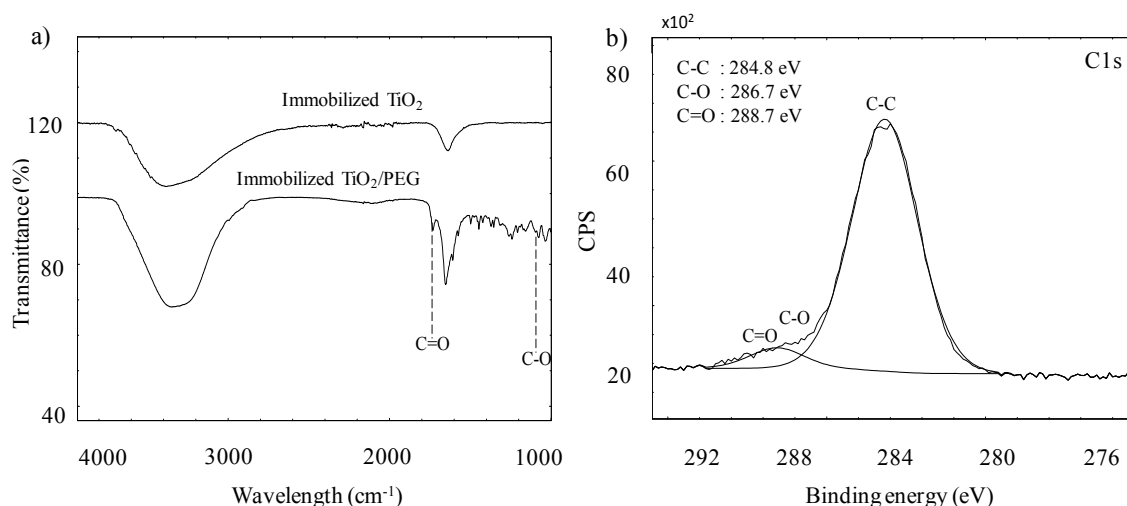 a)
Immobilized TiO₂
Immobilized TiO₂/PEG
120
80
40
Transmittance (%)
C=O
C-O
4000 3000 2000 1000
Wavelength (cm⁻¹)
b)
x10²
C1s
C-C : 284.8 eV
C-O : 286.7 eV
C=O : 288.7 eV
C-C
C-O
C=O
80
60
40
20
CPS
292 288 284 280 276
Binding energy (eV)